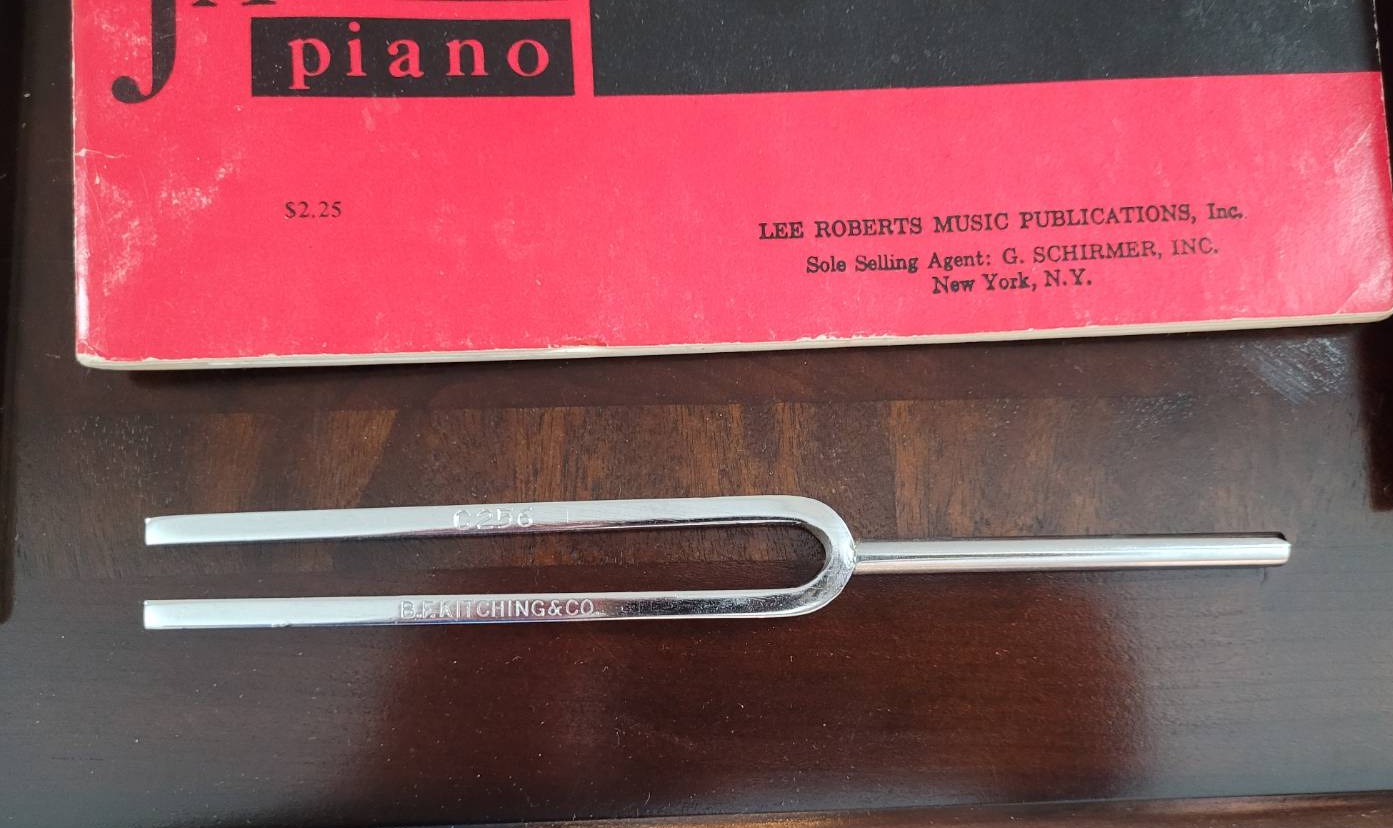 piano
$2.25
LEE ROBERTS MUSIC PUBLICATIONS, Inc.
Sole Selling Agent: G. SCHIRMER, INC.
New York, N.Y.
C256
B.F.KITCHING&CO.